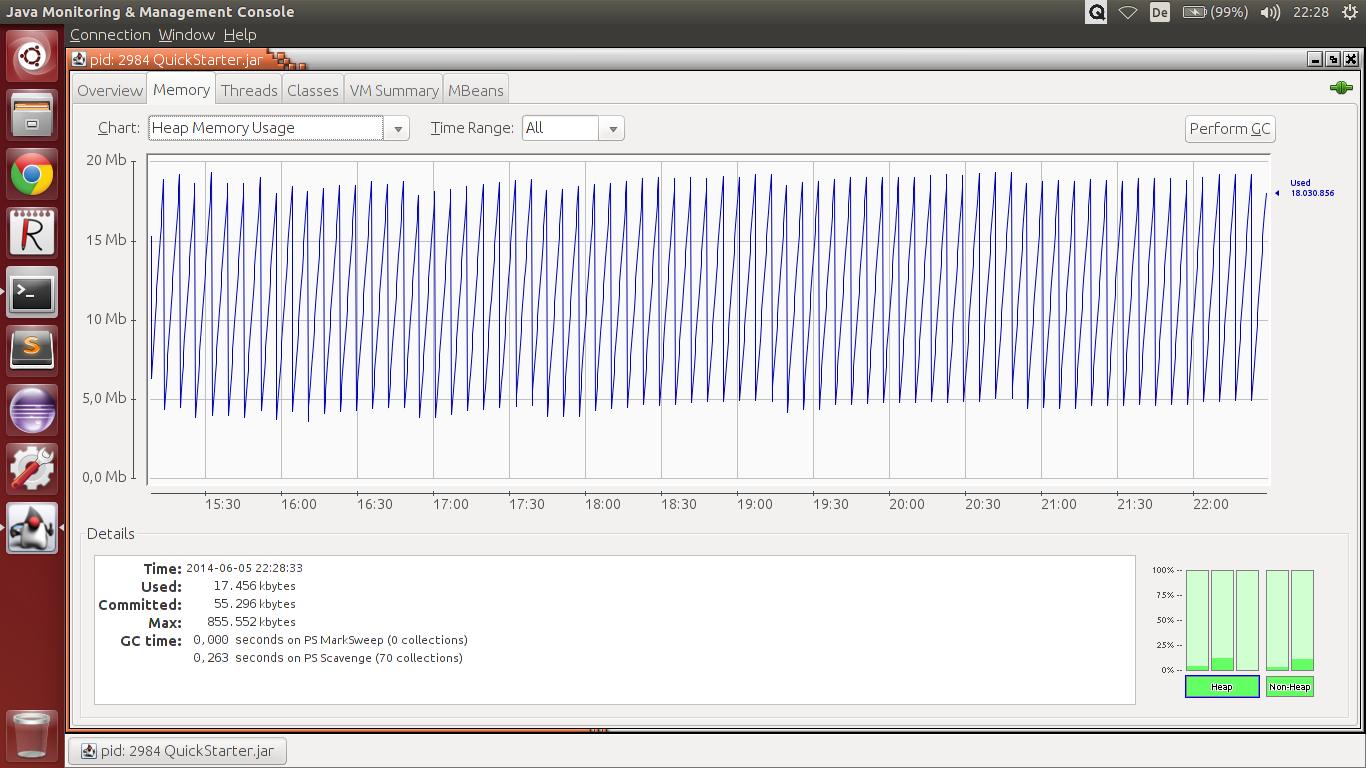 Java Monitoring & Management Console
De
(99%)
22:28
Connection Window Help
pid: 2984 QuickStarter.jar
Overview Memory Threads Classes VM Summary MBeans
Chart: Heap Memory Usage Time Range: All Perform GC
20 Mb
15 Mb
10 Mb
5,0 Mb
0,0 Mb
Used
18.030.856
15:30 16:00 16:30 17:00 17:30 18:00 18:30 19:00 19:30 20:00 20:30 21:00 21:30 22:00
Details
Time: 2014-06-05 22:28:33
Used: 17.456 kbytes
Committed: 55.296 kbytes
Max: 855.552 kbytes
GC time: 0,000 seconds on PS MarkSweep (0 collections)
0,263 seconds on PS Scavenge (70 collections)
100% --
75% --
50% --
25% --
0% --
Heap Non-Heap
pid: 2984 QuickStarter.jar